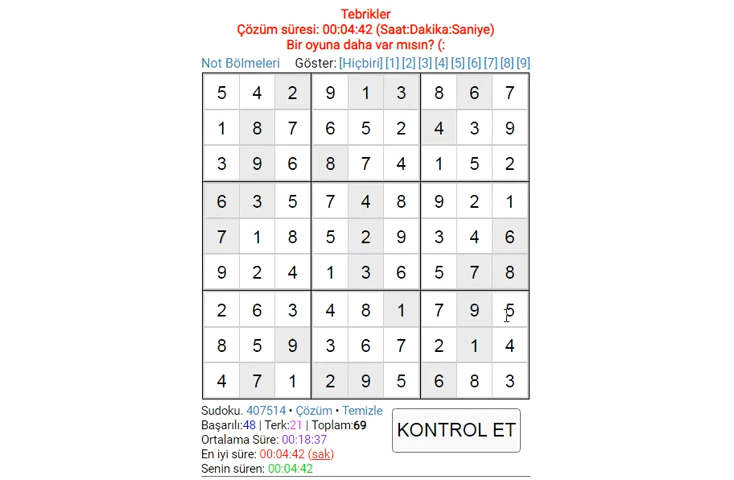 Tebrikler
Çözüm süresi: 00:04:42 (Saat:Dakika:Saniye)
Bir oyuna daha var mısın? (:
Not Bölmeleri Göster: [Hiçbiri] [1] [2] [3] [4] [5] [6] [7] [8] [9]
5 4 2 9 1 3 8 6 7
1 8 7 6 5 2 4 3 9
3 9 6 8 7 4 1 5 2
6 3 5 7 4 8 9 2 1
7 1 8 5 2 9 3 4 6
9 2 4 1 3 6 5 7 8
2 6 3 4 8 1 7 9 5
8 5 9 3 6 7 2 1 4
4 7 1 2 9 5 6 8 3
Sudoku. 407514 • Çözüm • Temizle
Başarılı:48 | Terk:21 | Toplam:69
Ortalama Süre: 00:18:37
En iyi süre: 00:04:42 (sak)
Senin süren: 00:04:42
KONTROL ET